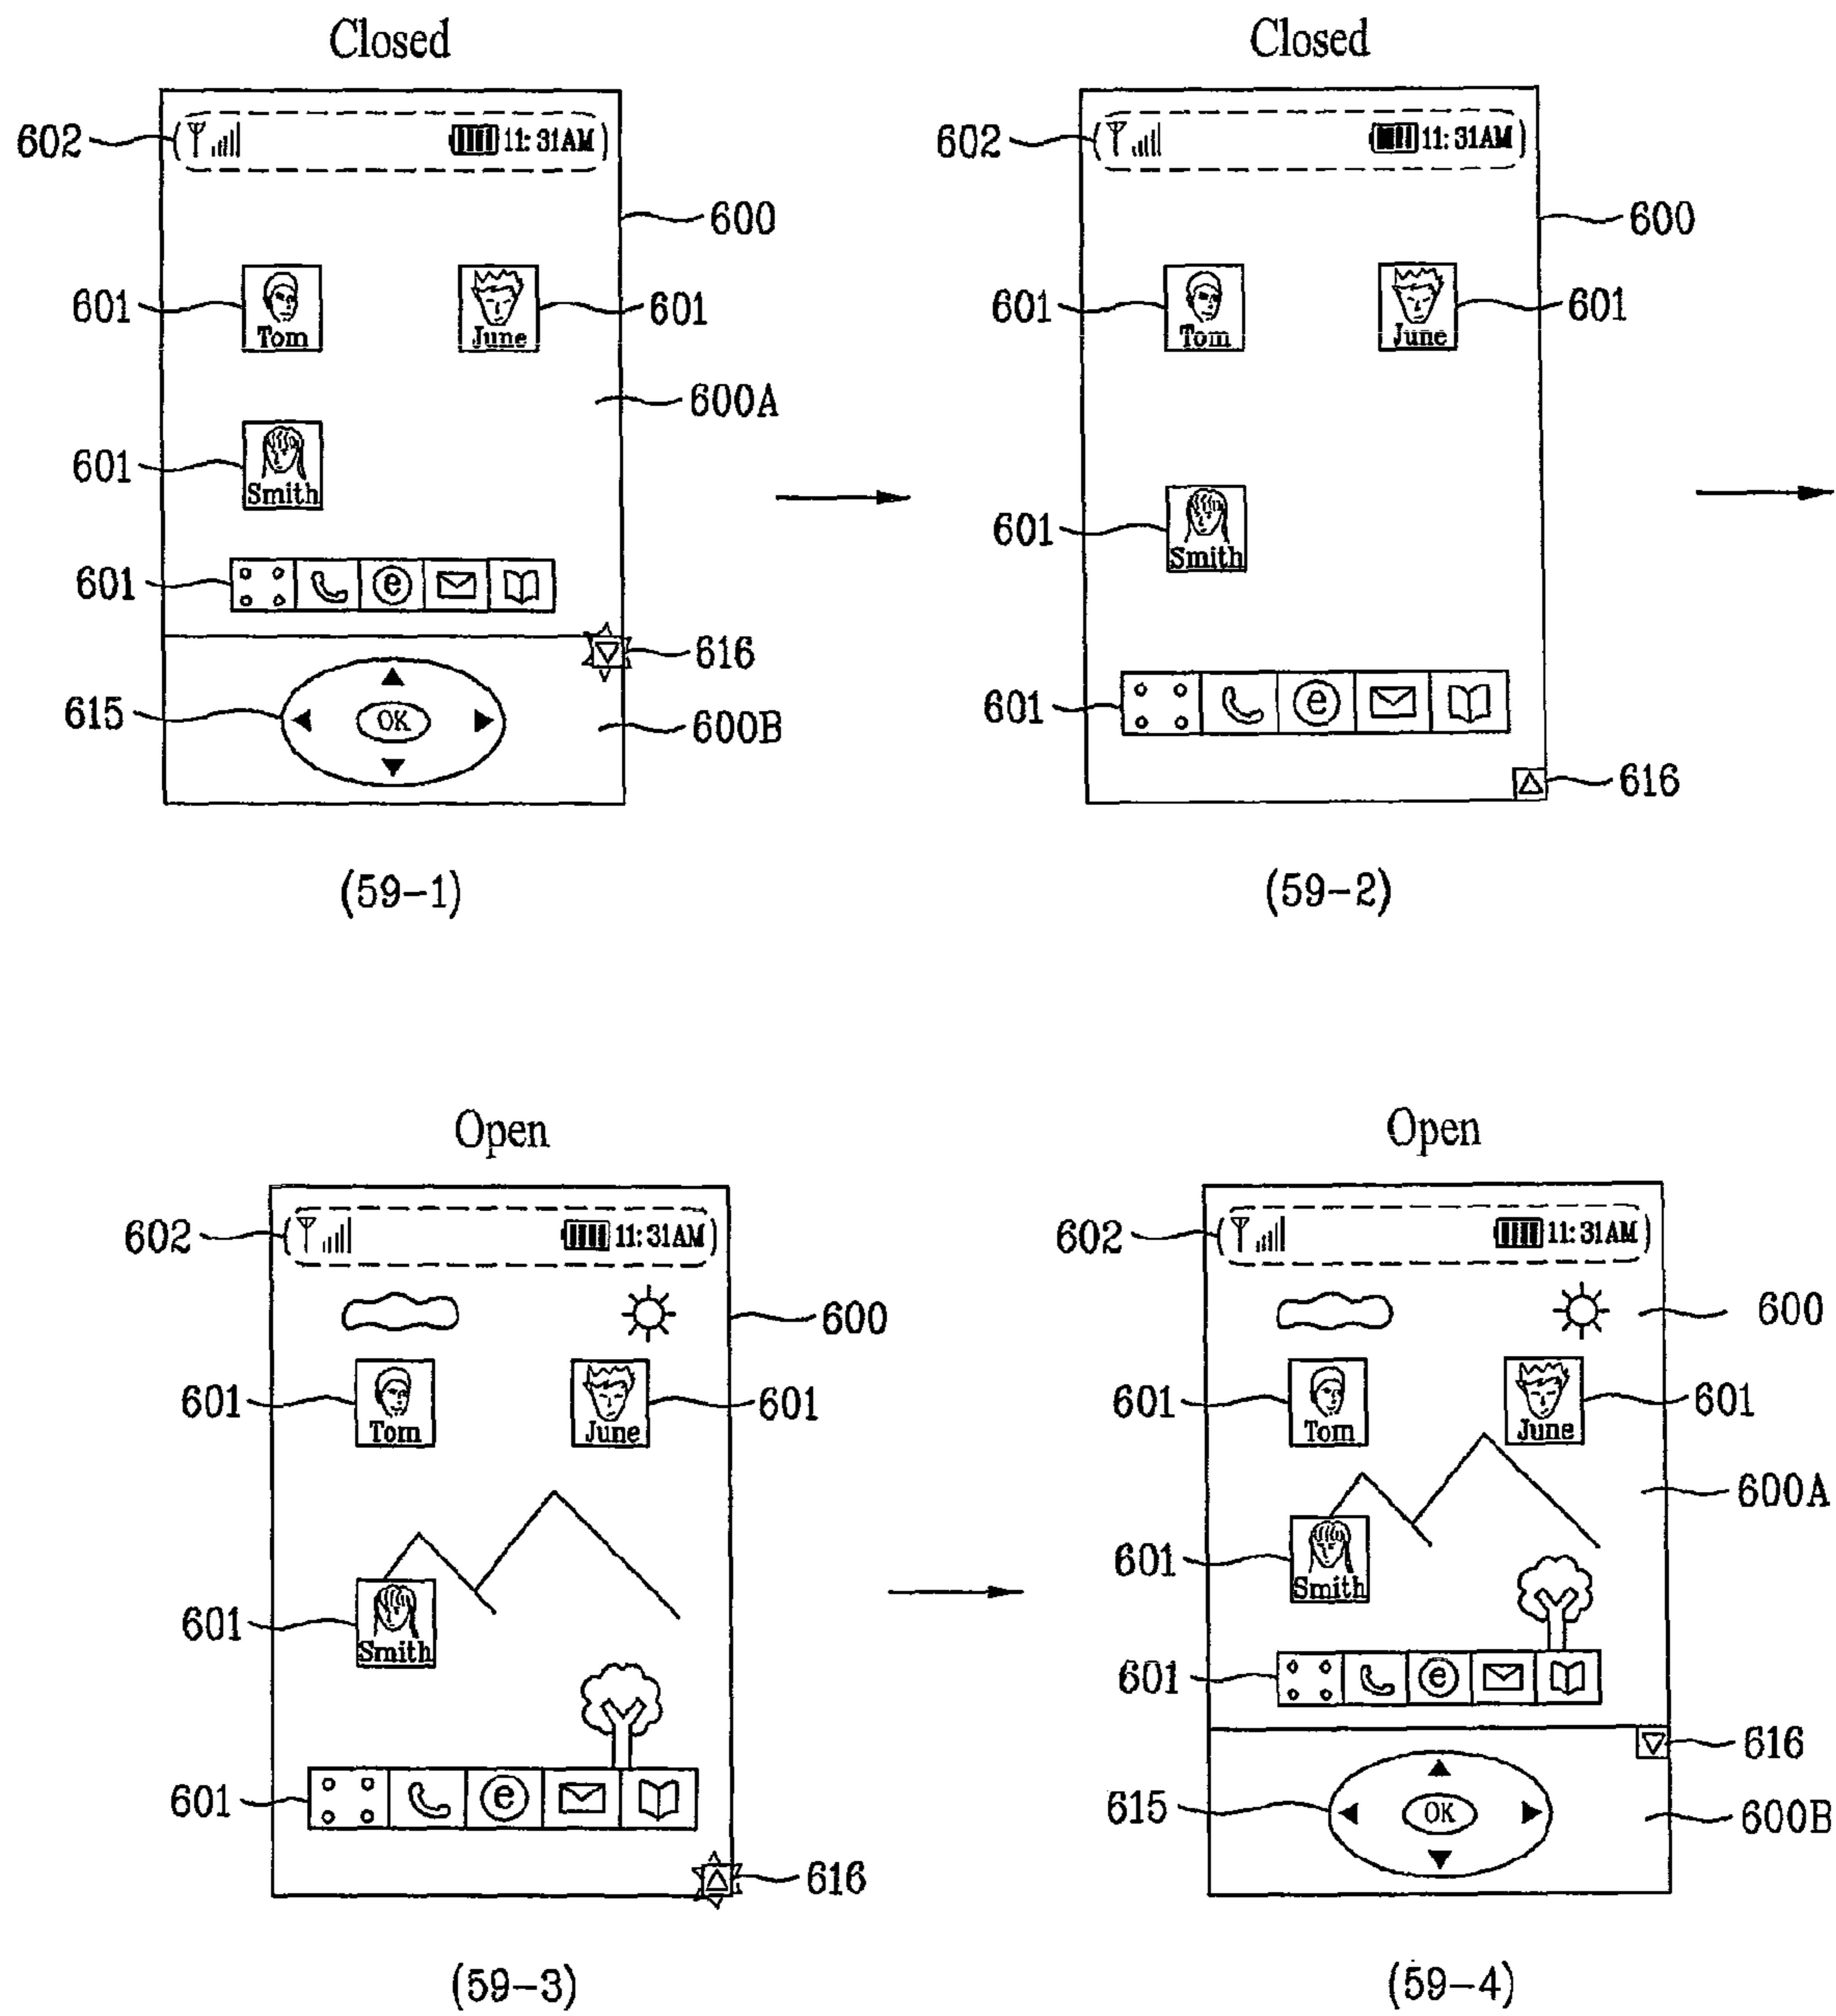 Closed
Closed
602
11:31AM
602
11:31AM
600
600
601
Tom
June
601
601
Tom
June
601
600A
601
Smith
601
Smith
601
e
616
615
OK
600B
601
e
616
(59-1)
(59-2)
Open
Open
602
11:31AM
602
11:31AM
600
600
601
Tom
June
601
601
Tom
June
601
600A
601
Smith
601
Smith
601
e
601
e
616
615
OK
600B
616
(59-3)
(59-4)